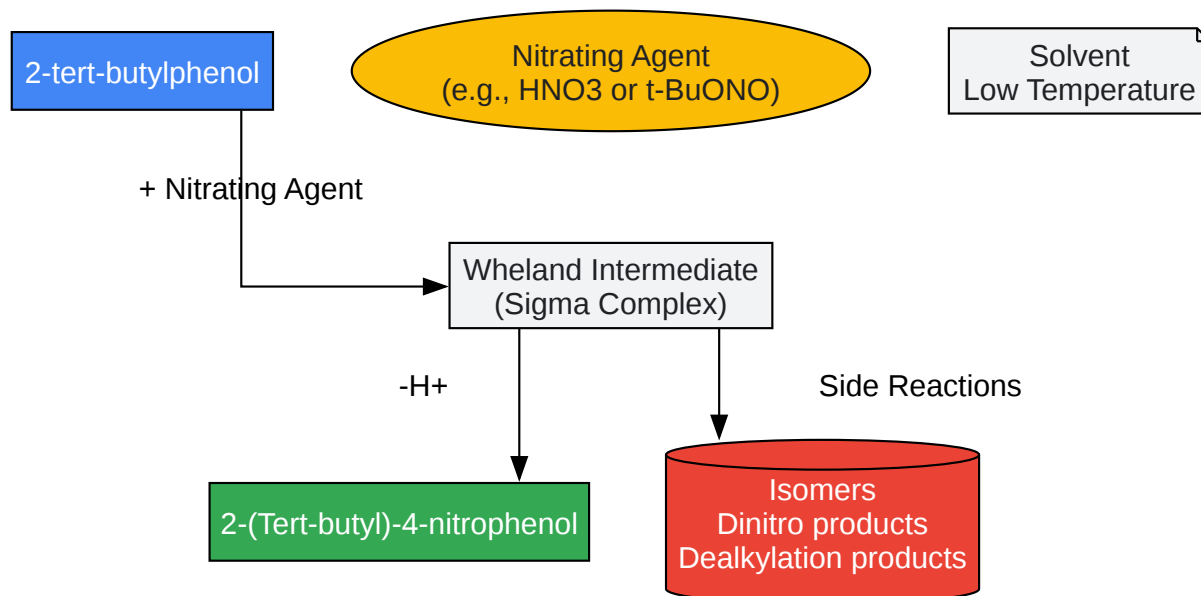 2-tert-butylphenol
Nitrating Agent
(e.g., HNO3 or t-BuONO)
Solvent
Low Temperature
+ Nitrating Agent
Wheland Intermediate
(Sigma Complex)
-H+
Side Reactions
2-(Tert-butyl)-4-nitrophenol
Isomers
Dinitro products
Dealkylation products